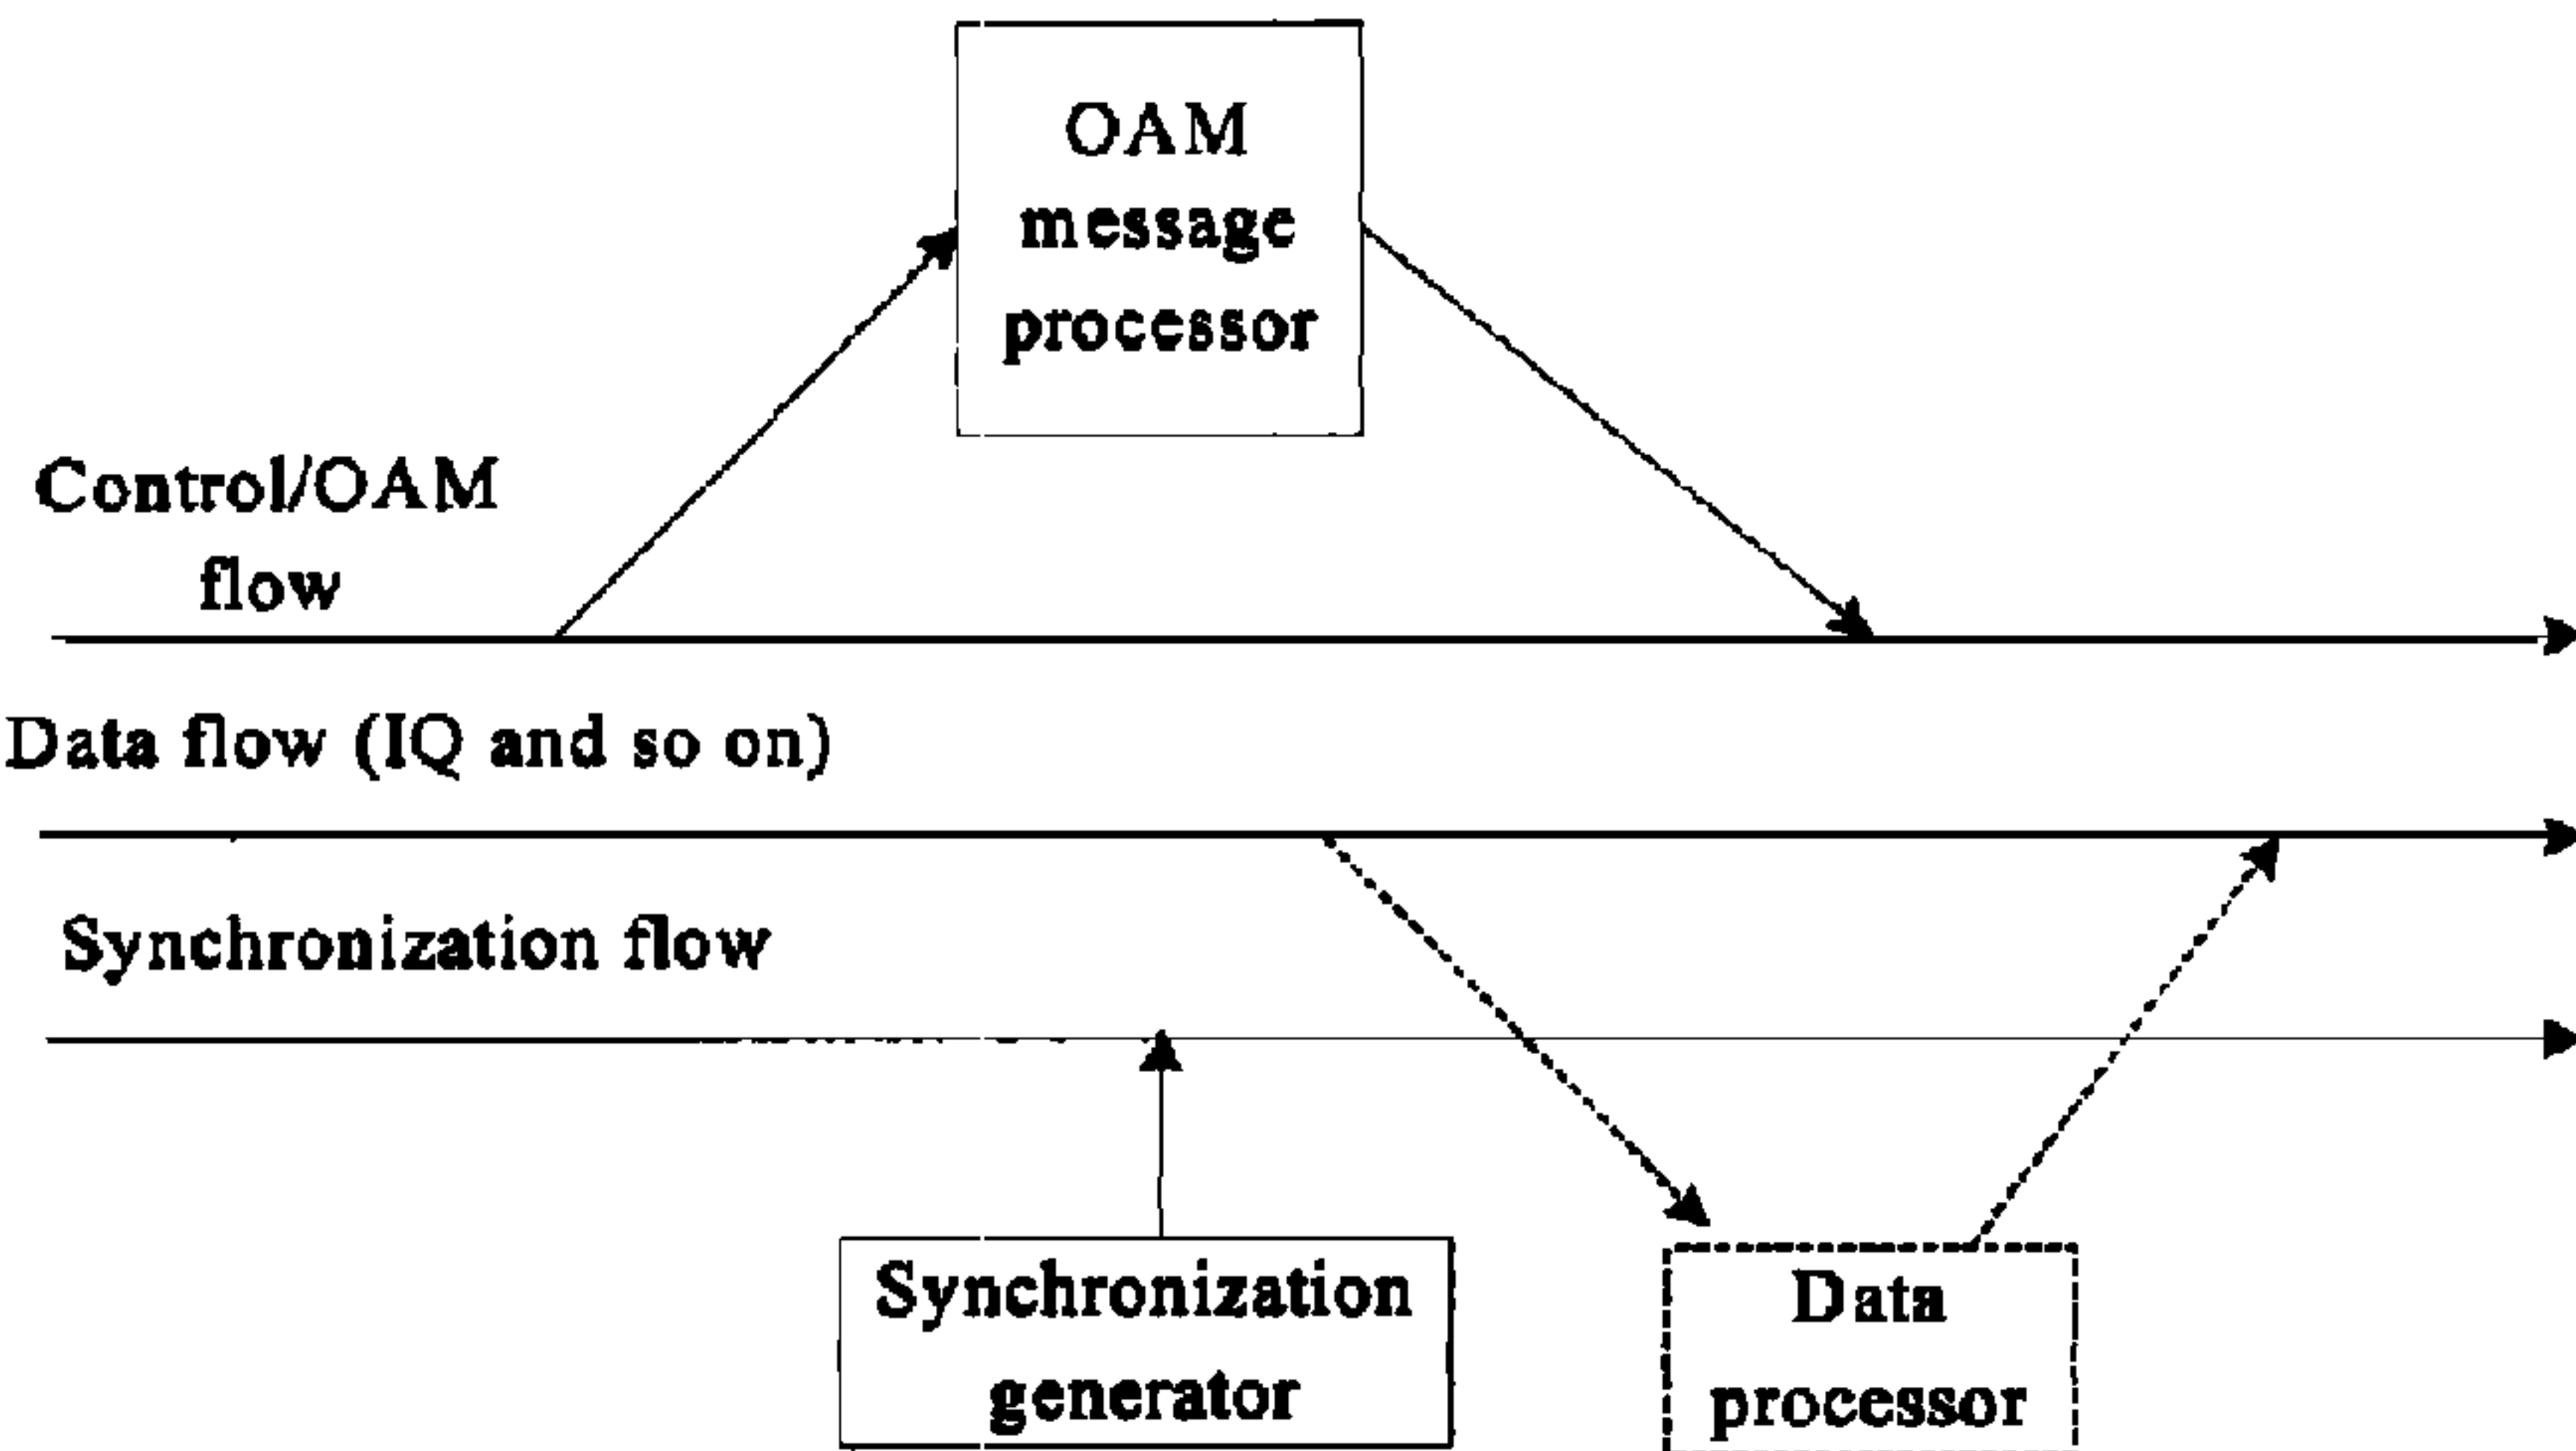 OAM
message
processor
Control/OAM
flow
Data flow (IQ and so on)
Synchronization flow
Synchronization
generator
Data
processor